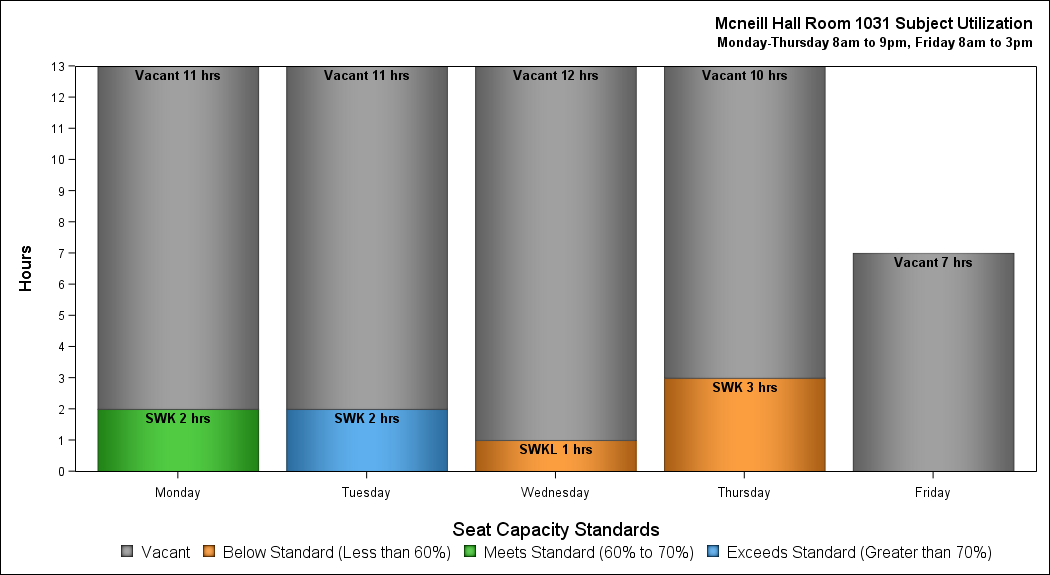 Mcneill Hall Room 1031 Subject Utilization
Monday-Thursday 8am to 9pm, Friday 8am to 3pm
Hours
13
12
11
10
9
8
7
6
5
4
3
2
1
0
Vacant 11 hrs
Vacant 11 hrs
Vacant 12 hrs
Vacant 10 hrs
Vacant 7 hrs
SWK 2 hrs
SWK 2 hrs
SWKL 1 hrs
SWK 3 hrs
Monday
Tuesday
Wednesday
Thursday
Friday
Seat Capacity Standards
Vacant
Below Standard (Less than 60%)
Meets Standard (60% to 70%)
Exceeds Standard (Greater than 70%)